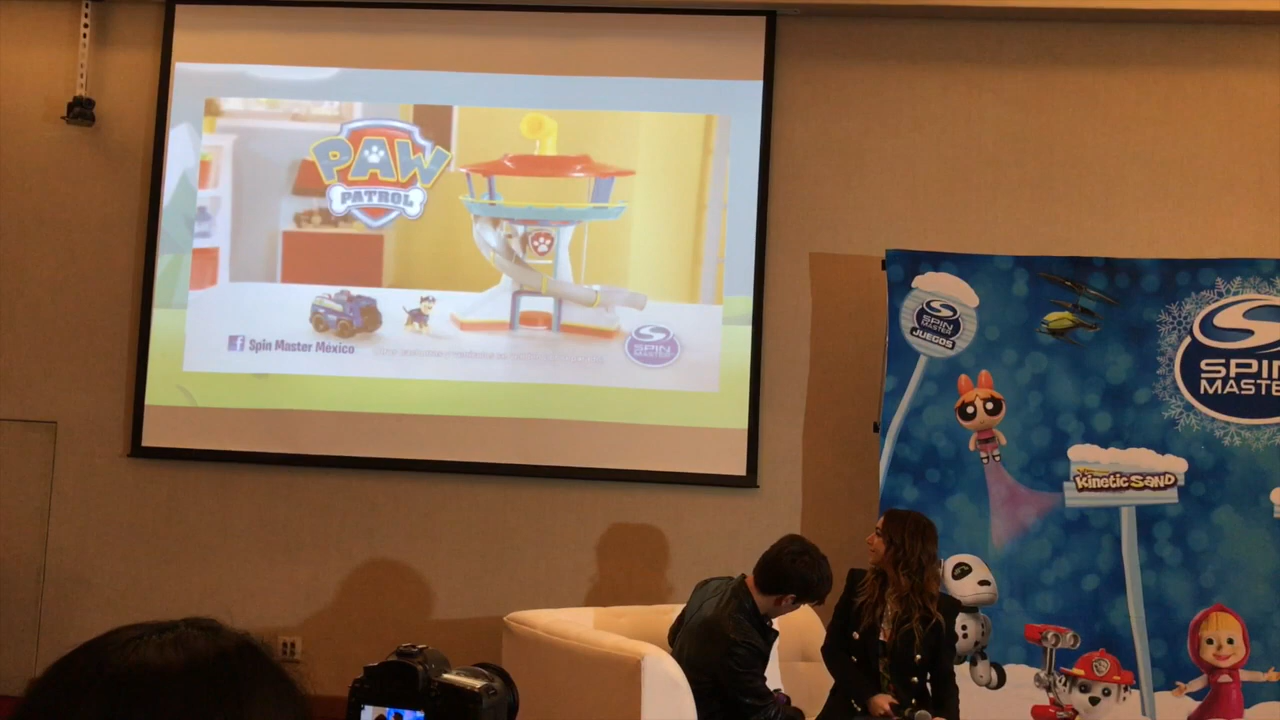 PAW
PATROL
Spin Master México
SPIN
MASTER
SPIN
MASTER
JUEGOS
SPIN
MASTE
Kinetic Sand